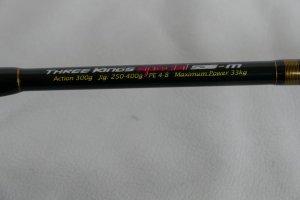 THREE KINGS Special S-M
Action 300g Jig: 250-400g PE 4-8 Maximum.Power 33kg